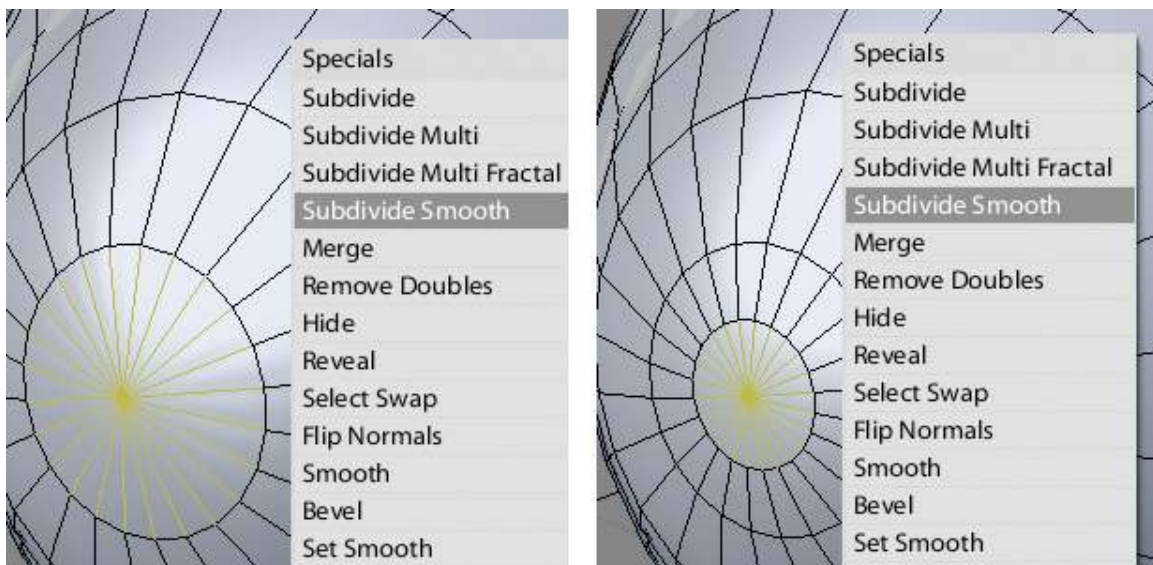 Specials
Subdivide
Subdivide Multi
Subdivide Multi Fractal
Subdivide Smooth
Merge
Remove Doubles
Hide
Reveal
Select Swap
Flip Normals
Smooth
Bevel
Set Smooth
Specials
Subdivide
Subdivide Multi
Subdivide Multi Fractal
Subdivide Smooth
Merge
Remove Doubles
Hide
Reveal
Select Swap
Flip Normals
Smooth
Bevel
Set Smooth